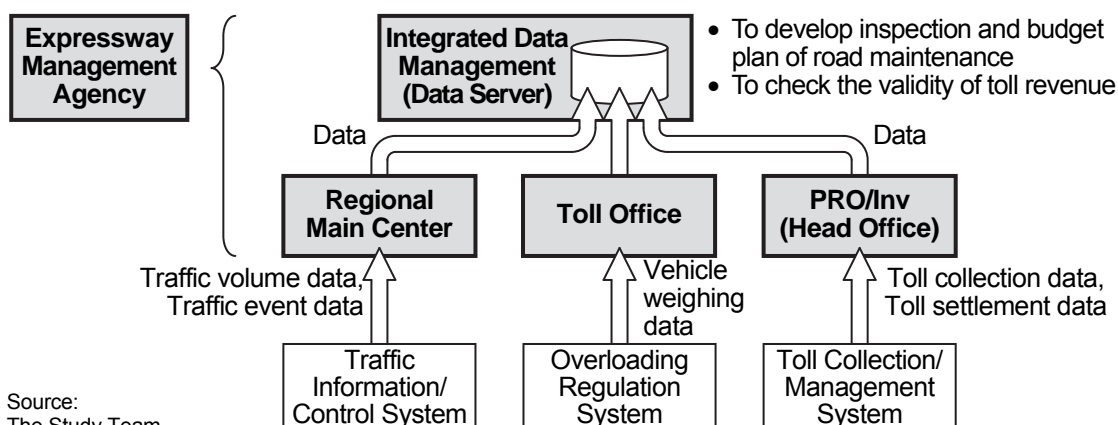 Expressway
Management
Agency
Integrated Data
Management
(Data Server)
• To develop inspection and budget
plan of road maintenance
• To check the validity of toll revenue
Data
Data
Regional
Main Center
Toll Office
PRO/Inv
(Head Office)
Traffic volume data,
Traffic event data
Vehicle
weighing
data
Toll collection data,
Toll settlement data
Traffic
Information/
Control System
Overloading
Regulation
System
Toll Collection/
Management
System
Source:
The Study Team